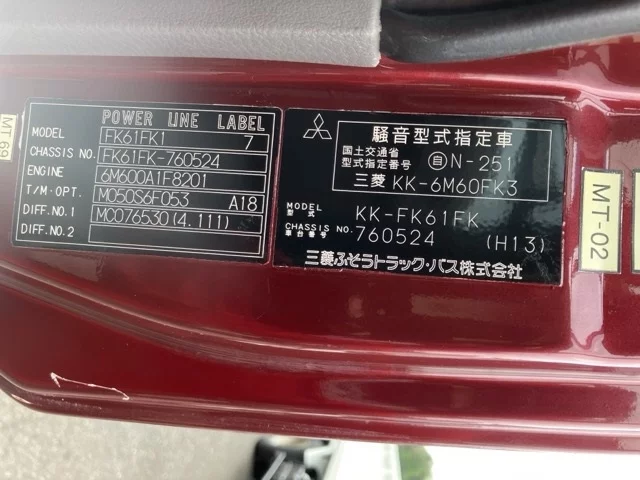 POWER LINE LABEL
MODEL FK61FK1 7
CHASSIS NO. FK61FK-760524
ENGINE 6M600A1F8201
T/M・OPT. M050S6F053 A18
DIFF.NO.1 MC076530(4.111)
DIFF.NO.2
MT 69
騒音型式指定車
国土交通省
型式指定番号 自N-251
三菱 KK-6M60FK3
MODEL
型式 KK-FK61FK
CHASSIS NO.
車台番号 760524 (H13)
三菱ふそうトラック・バス株式会社
MT-02